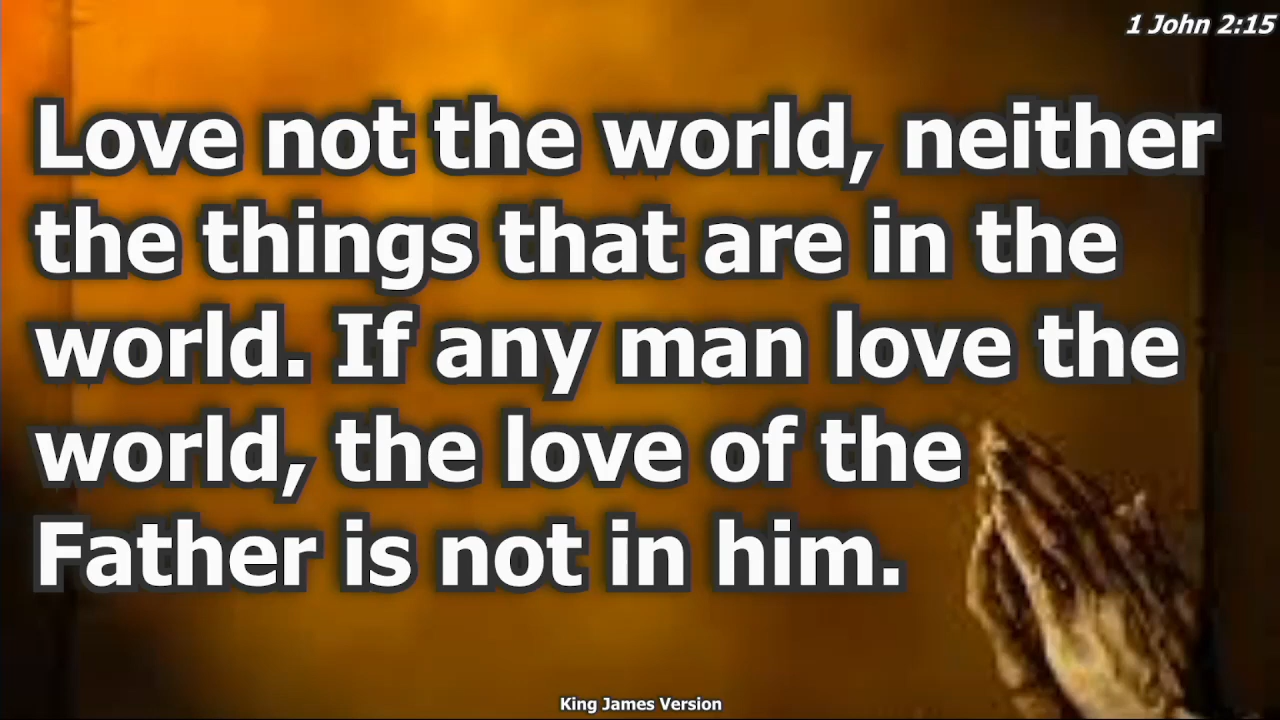 1 John 2:15
Love not the world, neither
the things that are in the
world. If any man love the
world, the love of the
Father is not in him.
King James Version